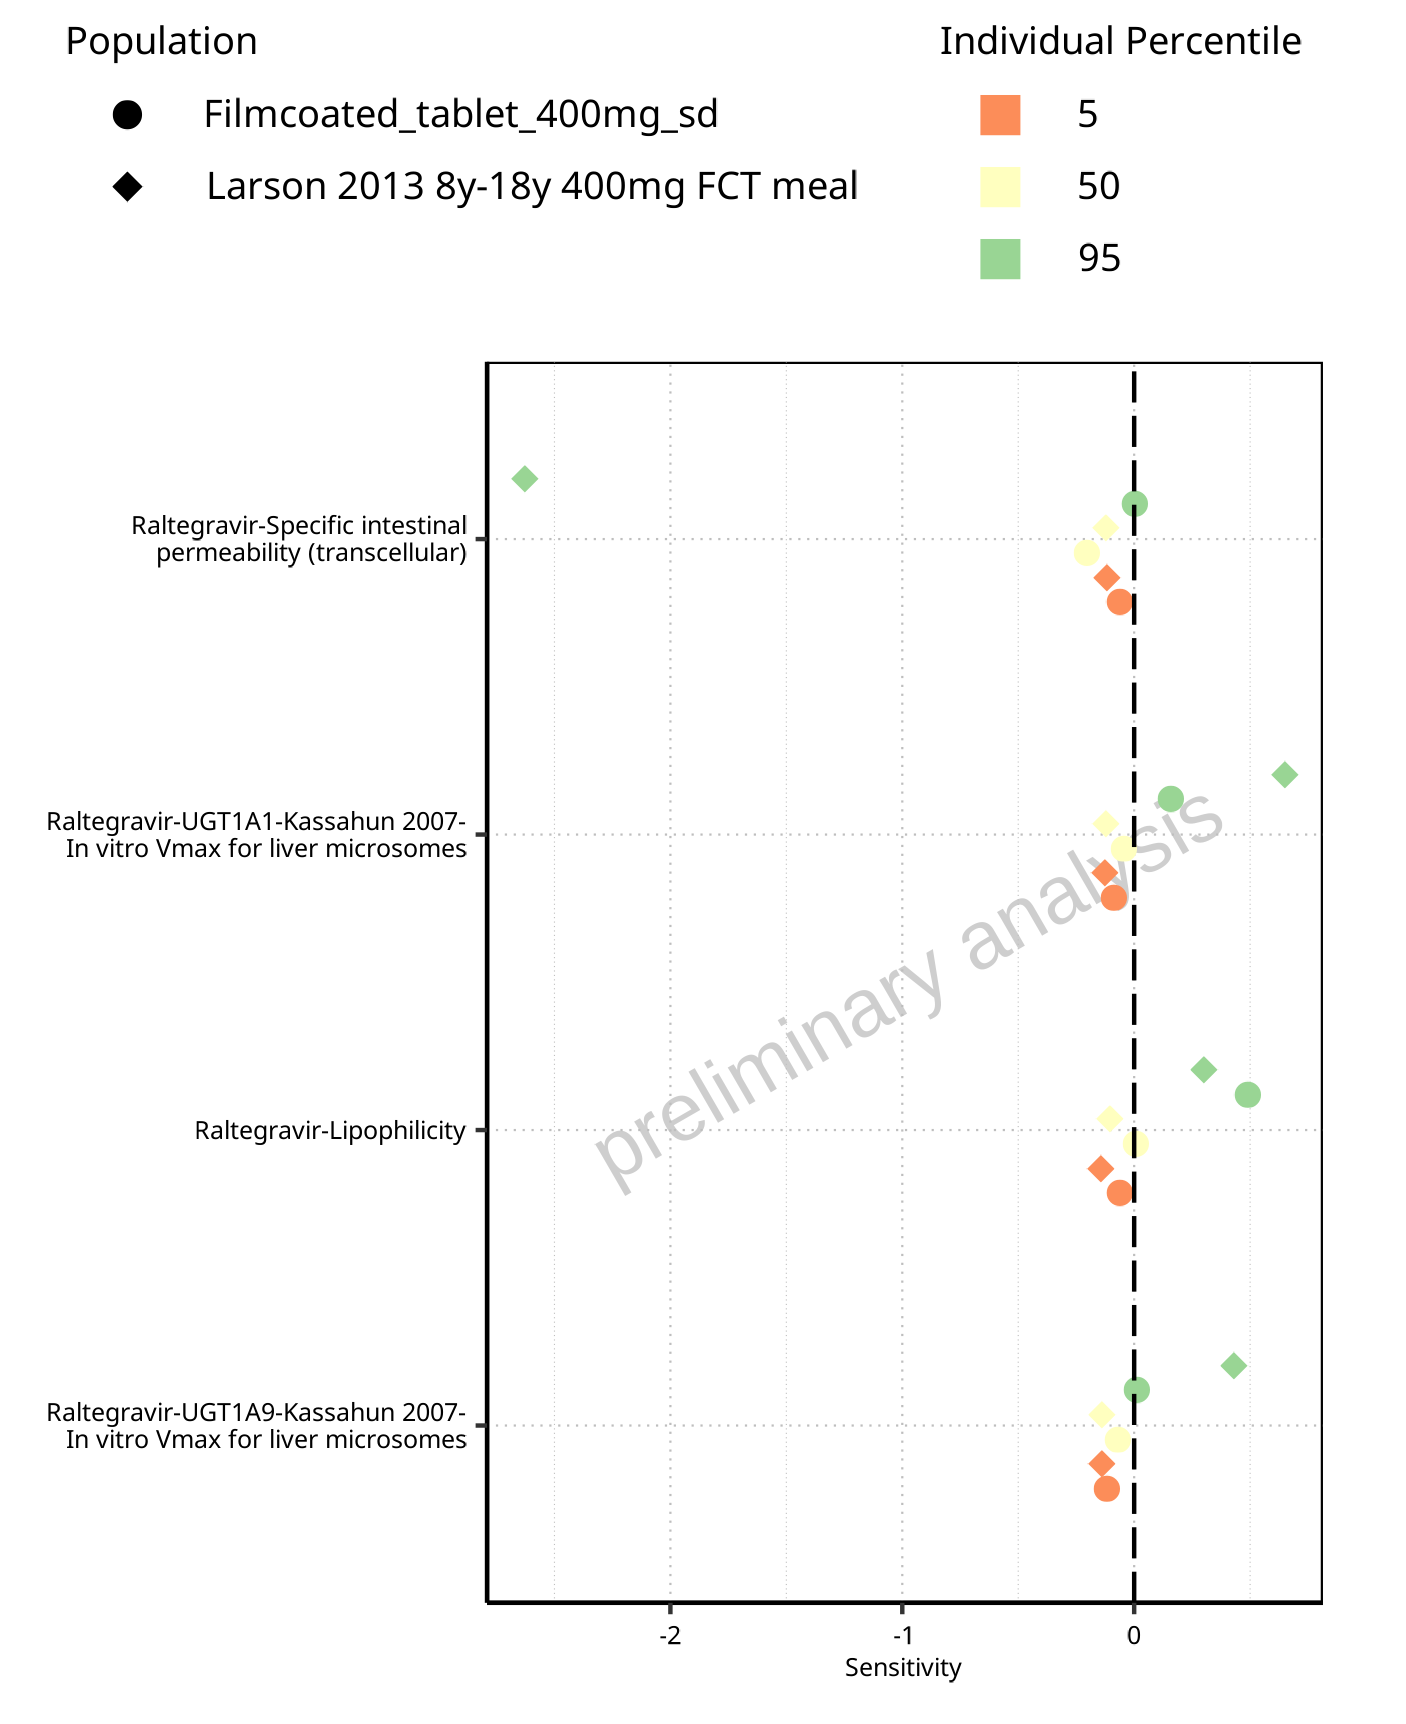 Population
Filmcoated_tablet_400mg_sd
Larson 2013 8y-18y 400mg FCT meal
Individual Percentile
5
50
95
Raltegravir-Specific intestinal
permeability (transcellular)
Raltegravir-UGT1A1-Kassahun 2007-
In vitro Vmax for liver microsomes
Raltegravir-Lipophilicity
Raltegravir-UGT1A9-Kassahun 2007-
In vitro Vmax for liver microsomes
preliminary analysis
-2
-1
0
Sensitivity